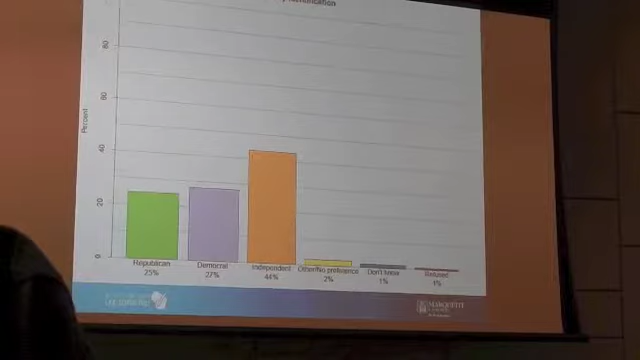 80
60
40
20
0
Percent
Republican Democrat Independent Other/No preference Don't know Refused
25% 27% 44% 2% 1% 1%
MARQUETTE